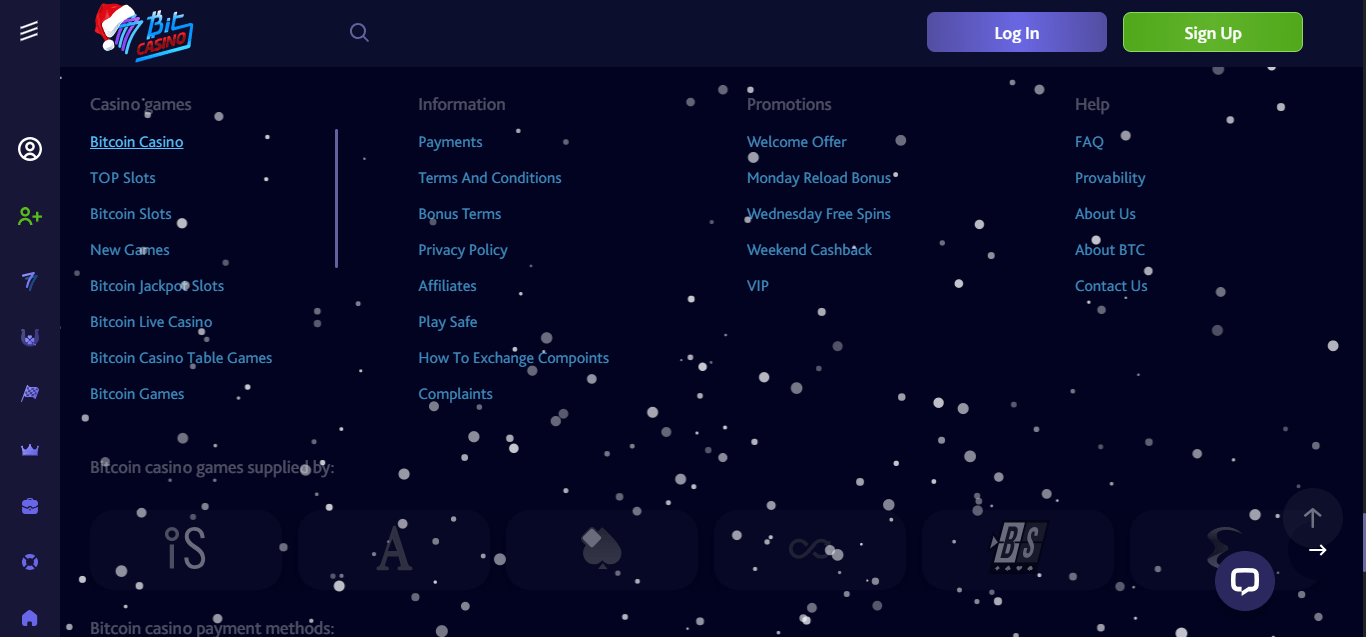 7 Bit CASINO
Log In
Sign Up
Casino games
Bitcoin Casino
TOP Slots
Bitcoin Slots
New Games
Bitcoin Jackpot Slots
Bitcoin Live Casino
Bitcoin Casino Table Games
Bitcoin Games
Information
Payments
Terms And Conditions
Bonus Terms
Privacy Policy
Affiliates
Play Safe
How To Exchange Compoints
Complaints
Promotions
Welcome Offer
Monday Reload Bonus
Wednesday Free Spins
Weekend Cashback
VIP
Help
FAQ
Provability
About Us
About BTC
Contact Us
Bitcoin casino games supplied by:
iS
A
BS
Bitcoin casino payment methods: